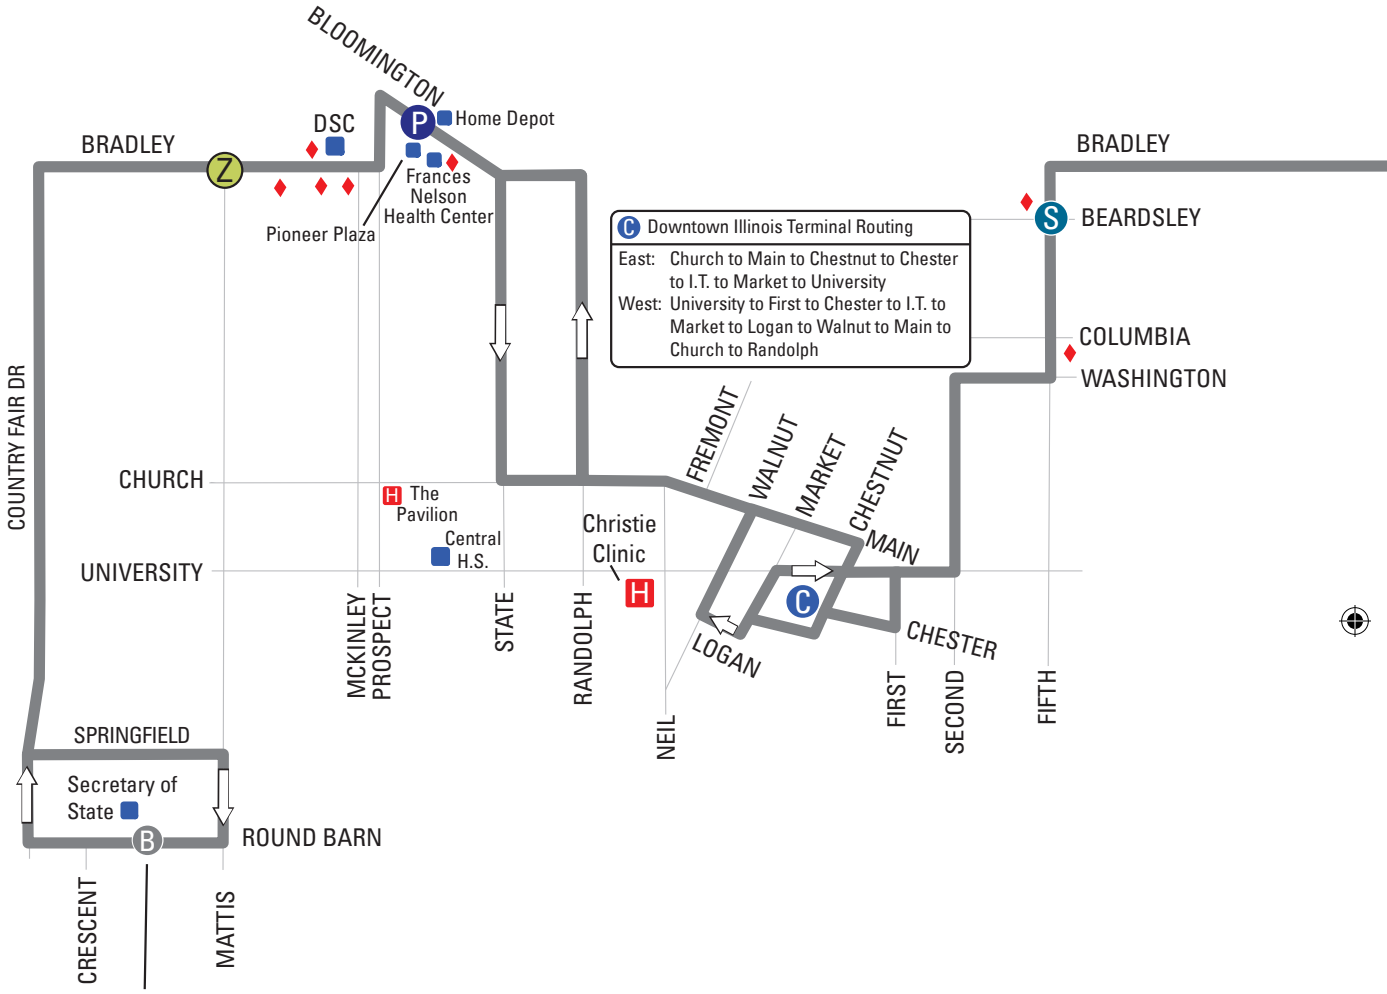 BLOOMINGTON
P
Home Depot
DSC
BRADLEY
Z
Frances
Nelson
Health Center
Pioneer Plaza
BRADLEY
S
BEARDSLEY
C Downtown Illinois Terminal Routing
East: Church to Main to Chestnut to Chester
to I.T. to Market to University
West: University to First to Chester to I.T. to
Market to Logan to Walnut to Main to
Church to Randolph
COLUMBIA
WASHINGTON
COUNTRY FAIR DR
FREMONT
WALNUT
MARKET
CHESTNUT
CHURCH
H The
Pavilion
Central
H.S.
Christie
Clinic
H
MAIN
UNIVERSITY
C
MCKINLEY
PROSPECT
STATE
RANDOLPH
LOGAN
CHESTER
NEIL
FIRST
SECOND
FIFTH
SPRINGFIELD
Secretary of
State
B
ROUND BARN
CRESCENT
MATTIS